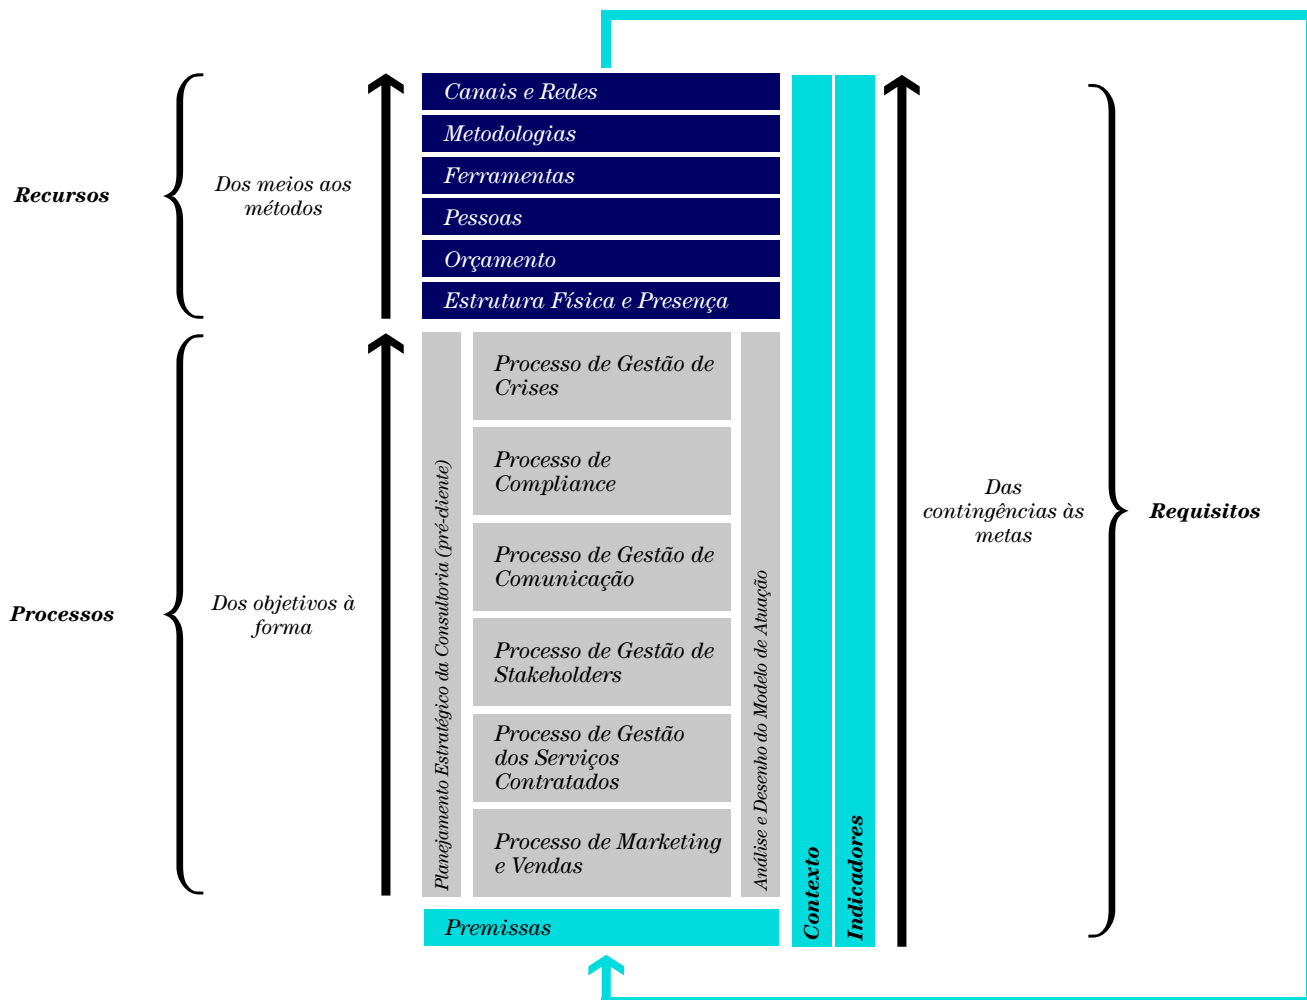 Recursos
Dos meios aos
métodos
Canais e Redes
Metodologias
Ferramentas
Pessoas
Orçamento
Estrutura Física e Presença
Processos
Dos objetivos à
forma
Planejamento Estratégico da Consultoria (pré-cliente)
Processo de Gestão de
Crises
Processo de
Compliance
Processo de Gestão de
Comunicação
Processo de Gestão de
Stakeholders
Processo de Gestão
dos Serviços
Contratados
Processo de Marketing
e Vendas
Análise e Desenho do Modelo de Atuação
Premissas
Contexto
Indicadores
Das
contingências às
metas
Requisitos